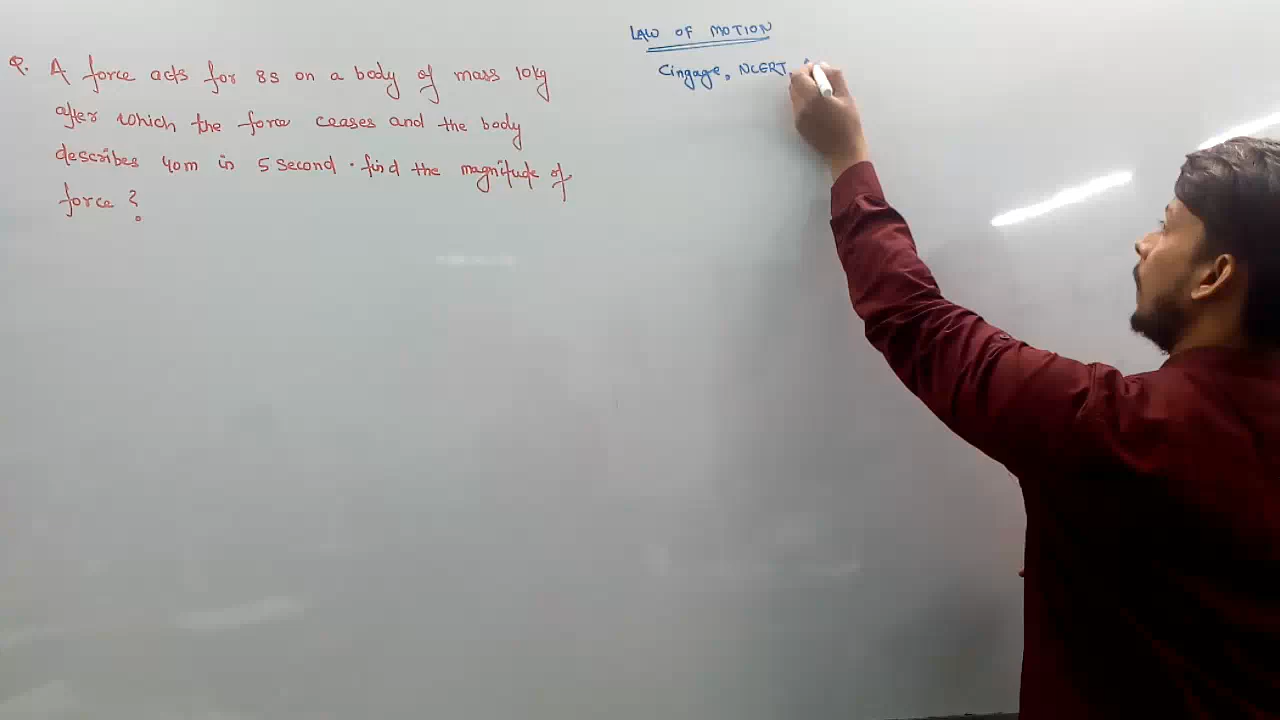 LAW OF MOTION
Cingage, NCERT,
Q. A force acts for 8s on a body of mass 10kg
after which the force ceases and the body
describes 40m in 5 second . find the magnitude of
force ?